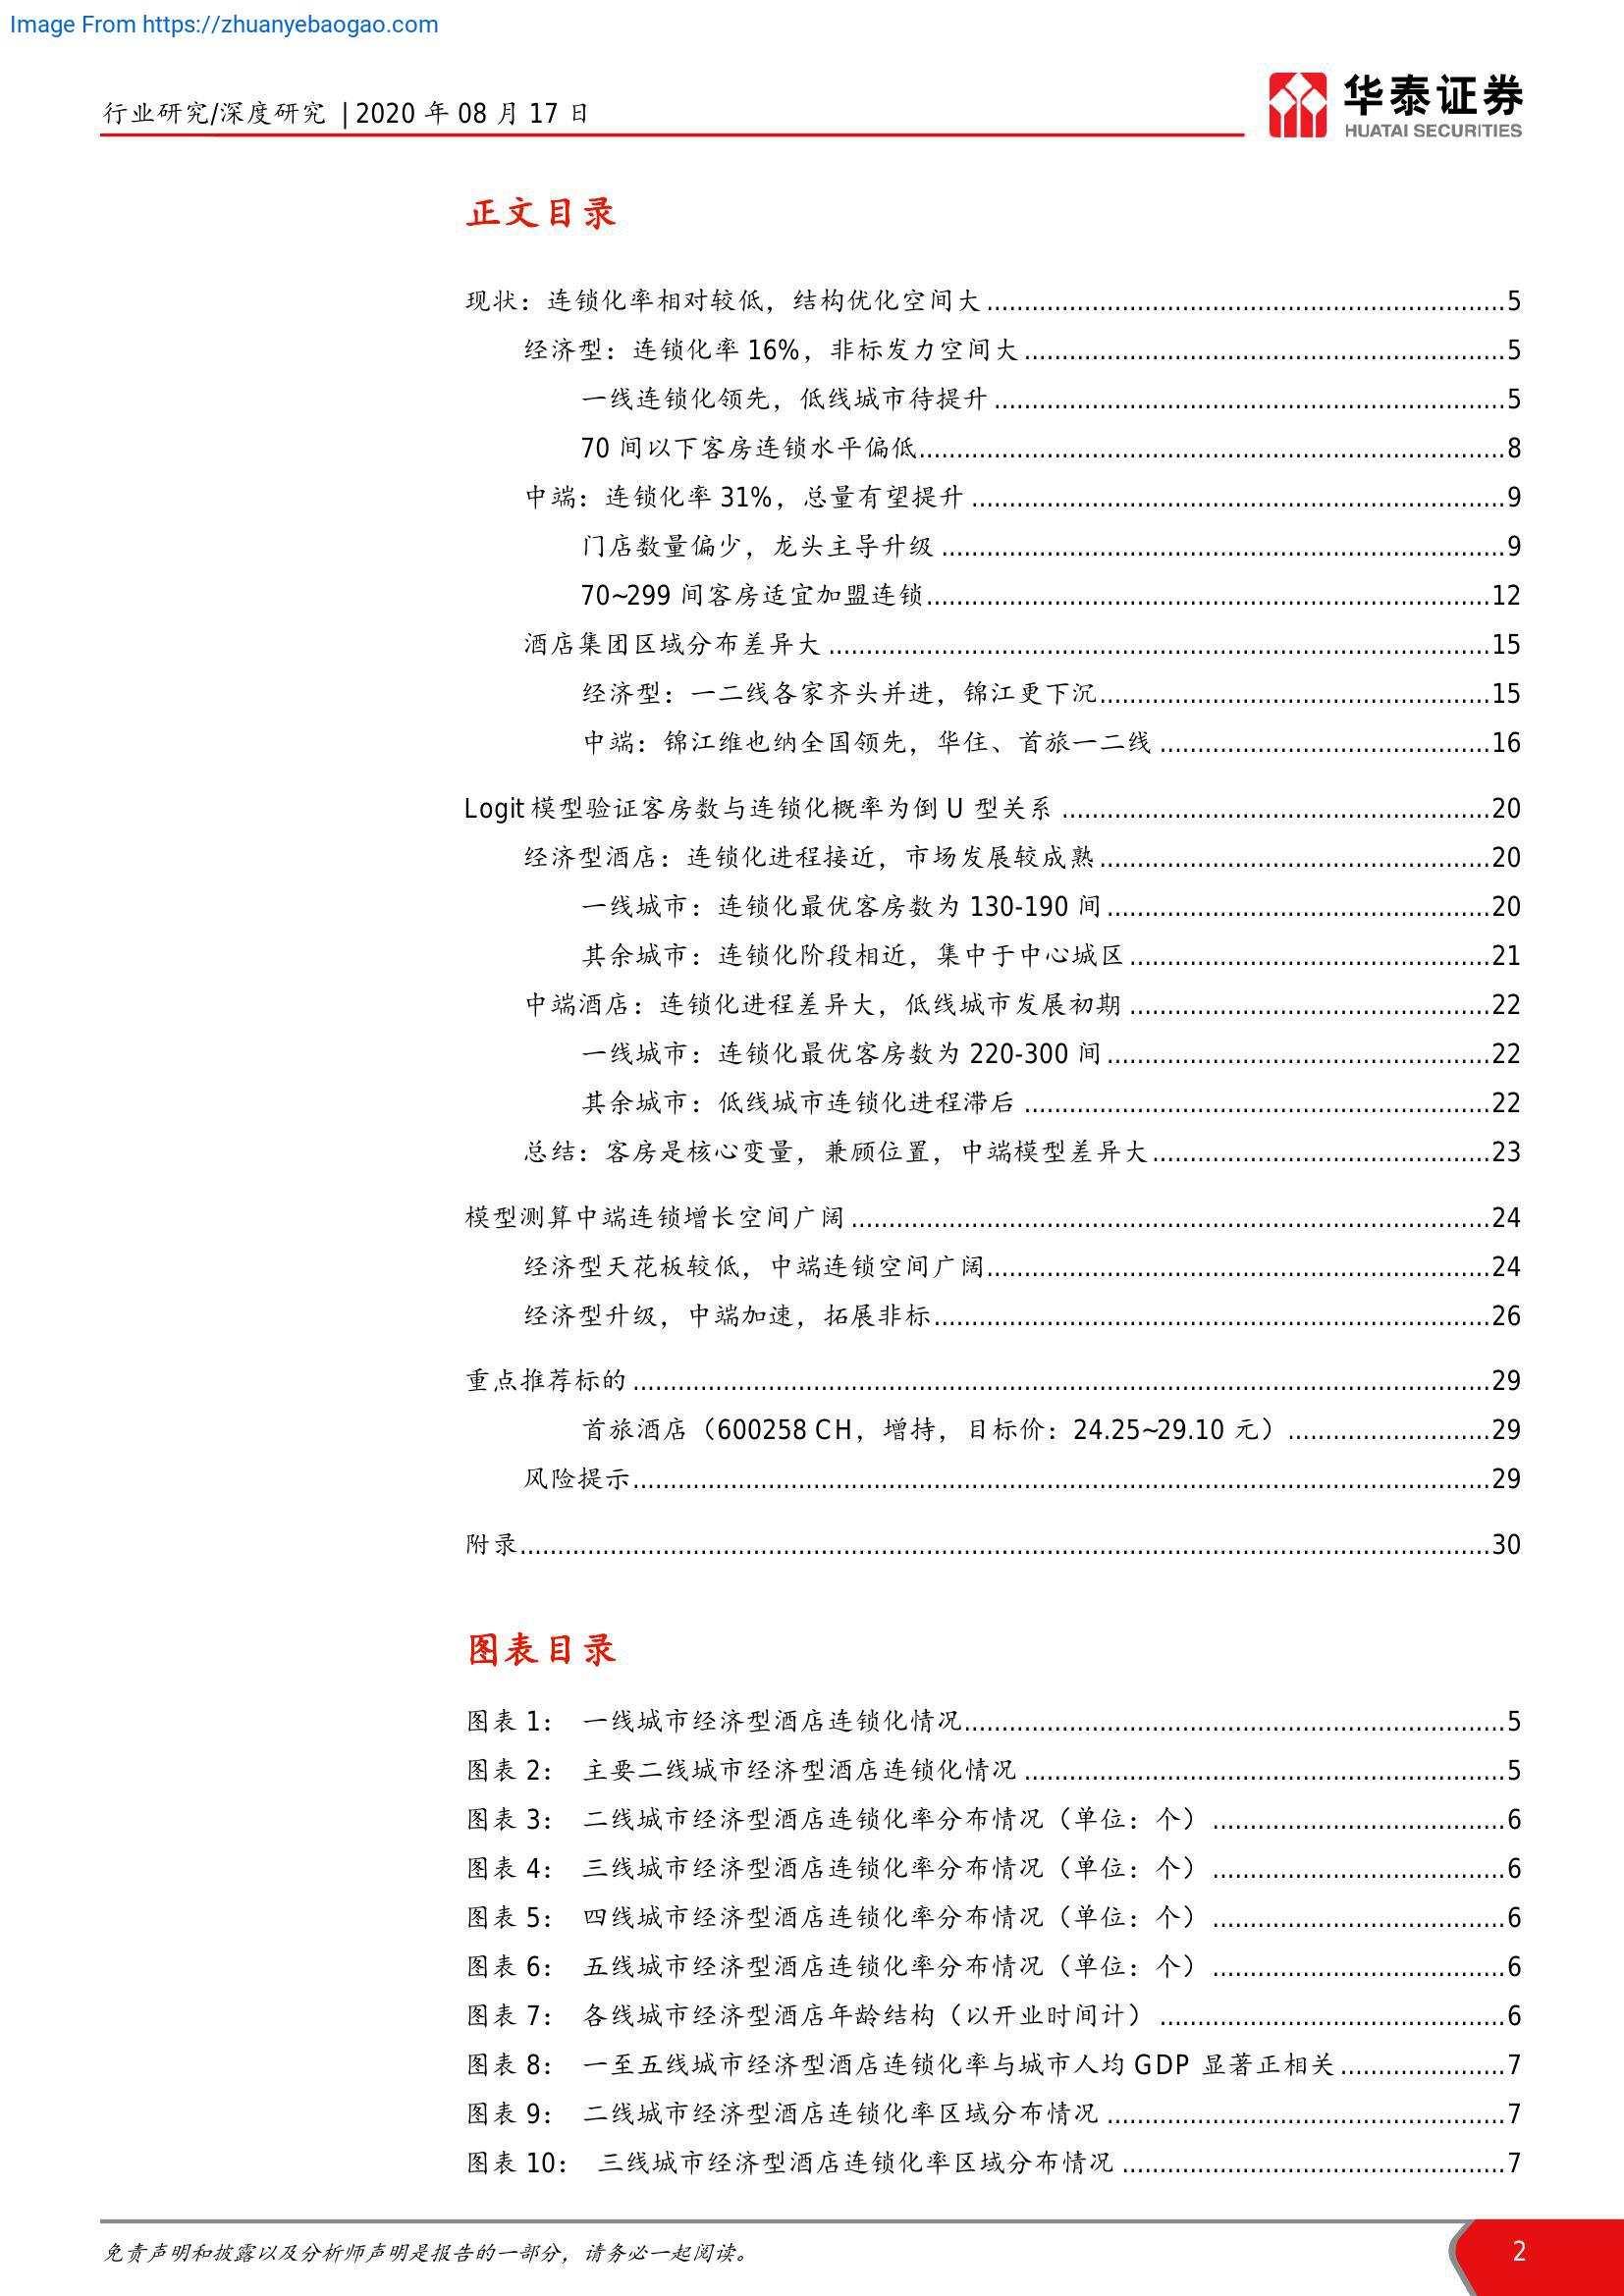 Image From https://zhuanyebaogao.com
行业研究/深度研究 | 2020 年 08 月 17 日
华泰证券
HUATAI SECURITIES
正文目录
现状：连锁化率相对较低，结构优化空间大 5
经济型：连锁化率 16%，非标发力空间大 5
一线连锁化领先，低线城市待提升 5
70 间以下客房连锁水平偏低 8
中端：连锁化率 31%，总量有望提升 9
门店数量偏少，龙头主导升级 9
70~299 间客房适宜加盟连锁 12
酒店集团区域分布差异大 15
经济型：一二线各家齐头并进，锦江更下沉 15
中端：锦江维也纳全国领先，华住、首旅一二线 16
Logit 模型验证客房数与连锁化概率为倒 U 型关系 20
经济型酒店：连锁化进程接近，市场发展较成熟 20
一线城市：连锁化最优客房数为 130-190 间 20
其余城市：连锁化阶段相近，集中于中心城区 21
中端酒店：连锁化进程差异大，低线城市发展初期 22
一线城市：连锁化最优客房数为 220-300 间 22
其余城市：低线城市连锁化进程滞后 22
总结：客房是核心变量，兼顾位置，中端模型差异大 23
模型测算中端连锁增长空间广阔 24
经济型天花板较低，中端连锁空间广阔 24
经济型升级，中端加速，拓展非标 26
重点推荐标的 29
首旅酒店（600258 CH，增持，目标价：24.25~29.10 元） 29
风险提示 29
附录 30
图表目录
图表 1： 一线城市经济型酒店连锁化情况 5
图表 2： 主要二线城市经济型酒店连锁化情况 5
图表 3： 二线城市经济型酒店连锁化率分布情况（单位：个） 6
图表 4： 三线城市经济型酒店连锁化率分布情况（单位：个） 6
图表 5： 四线城市经济型酒店连锁化率分布情况（单位：个） 6
图表 6： 五线城市经济型酒店连锁化率分布情况（单位：个） 6
图表 7： 各线城市经济型酒店年龄结构（以开业时间计） 6
图表 8： 一至五线城市经济型酒店连锁化率与城市人均 GDP 显著正相关 7
图表 9： 二线城市经济型酒店连锁化率区域分布情况 7
图表 10： 三线城市经济型酒店连锁化率区域分布情况 7
免责声明和披露以及分析师声明是报告的一部分，请务必一起阅读。
2